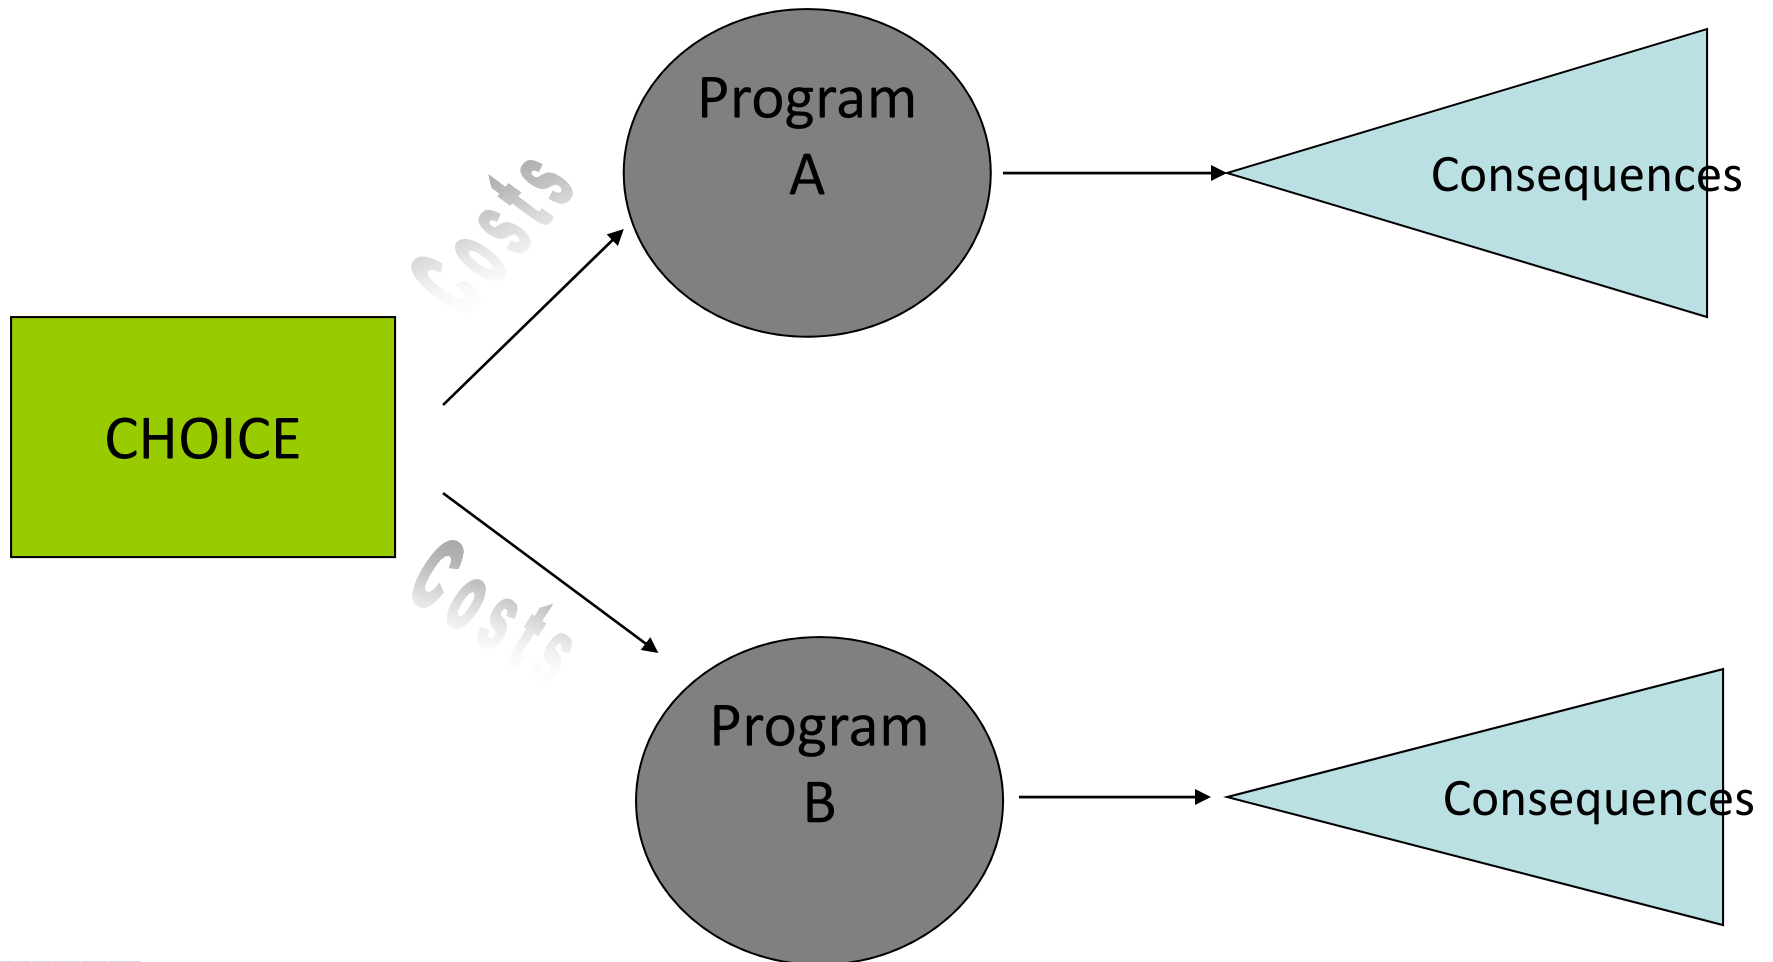 Program
A
Consequences
Costs
CHOICE
Costs
Program
B
Consequences